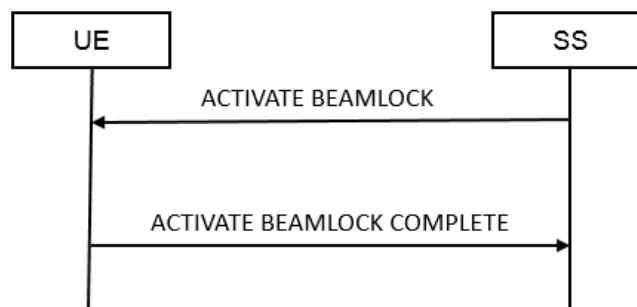 UE
SS
ACTIVATE BEAMLOCK
ACTIVATE BEAMLOCK COMPLETE